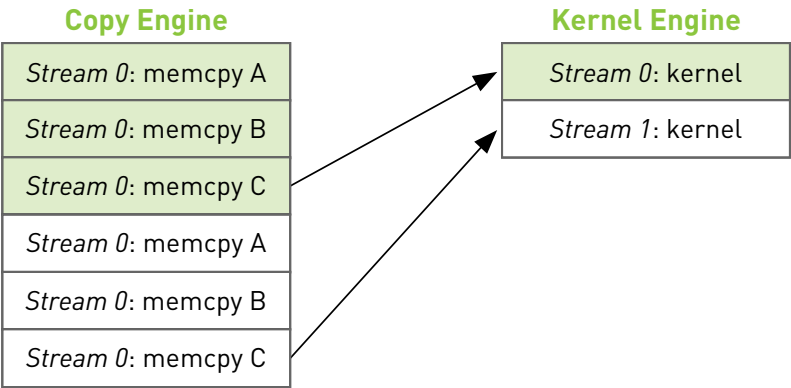 Copy Engine
Stream 0: memcpy A
Stream 0: memcpy B
Stream 0: memcpy C
Stream 0: memcpy A
Stream 0: memcpy B
Stream 0: memcpy C
Kernel Engine
Stream 0: kernel
Stream 1: kernel